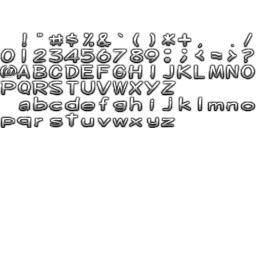 ! " # $ % & ` ( ) * + , . /
0 1 2 3 4 5 6 7 8 9 : ; < = > ?
@ A B C D E F G H I J K L M N O
P Q R S T U V W X Y Z
a b c d e f g h i j k l m n o
p q r s t u v w x y z